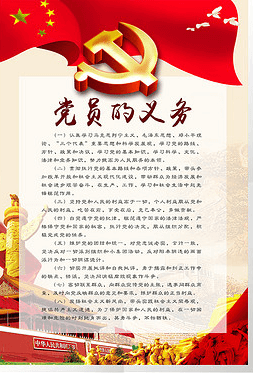 党员的义务
(一)认真学习马克思列宁主义、毛泽东思想、邓小平理
论、“三个代表”重要思想和科学发展观,学习党的路线、
方针、政策和决议,学习党的基本知识,学习科学、文化、
法律和业务知识,努力提高为人民服务的本领。
(二)贯彻执行党的基本路线和各项方针、政策,带头参
加改革开放和社会主义现代化建设,带动群众为经济发展和
社会进步艰苦奋斗,在生产、工作、学习和社会生活中起先
锋模范作用。
(三)坚持党和人民的利益高于一切,个人利益服从党和人
民的利益,吃苦在前,享受在后,克己奉公,多做贡献。
(四)自觉遵守党的纪律,模范遵守国家的法律法规,严
格保守党和国家的秘密,执行党的决定,服从组织分配,积
极完成党的任务。
(五)维护党的团结和统一,对党忠诚老实,言行一致,
坚决反对一切派别组织和小集团活动,反对阳奉阴违的两面
派行为和一切阴谋诡计。
(六)切实开展批评和自我批评,勇于揭露和纠正工作中
的缺点、错误,坚决同消极腐败现象作斗争。
(七)密切联系群众,向群众宣传党的主张,遇事同群众商
量,及时向党反映群众的意见和要求,维护群众的正当利益。
(八)发扬社会主义新风尚,带头实践社会主义荣辱观,
提倡共产主义道德,为了保护国家和人民的利益,在一切困
难和危险的时刻挺身而出,英勇斗争,不怕牺牲。
中华人民共和国